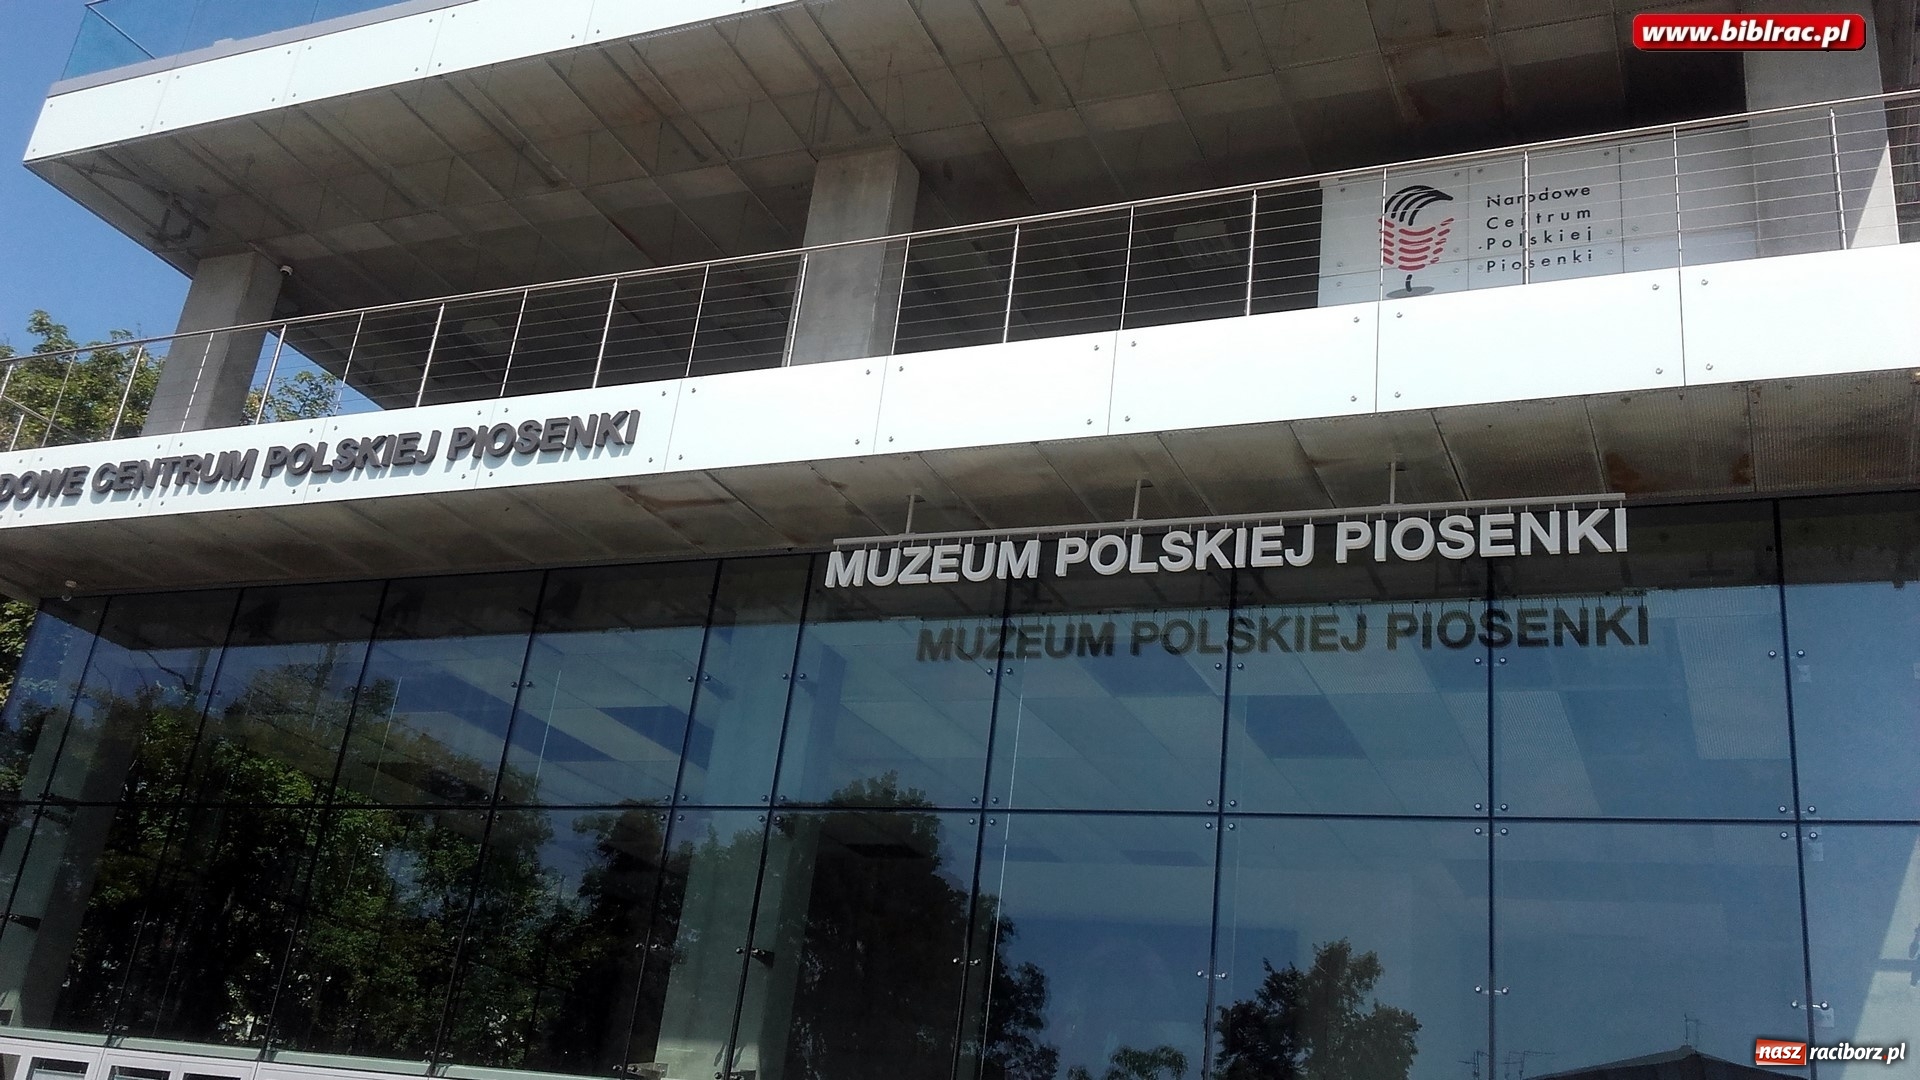 www.biblrac.pl
Narodowe
Centrum
Polskiej
Piosenki
DOWE CENTRUM POLSKIEJ PIOSENKI
MUZEUM POLSKIEJ PIOSENKI
MUZEUM POLSKIEJ PIOSENKI
nasz raciborz.pl